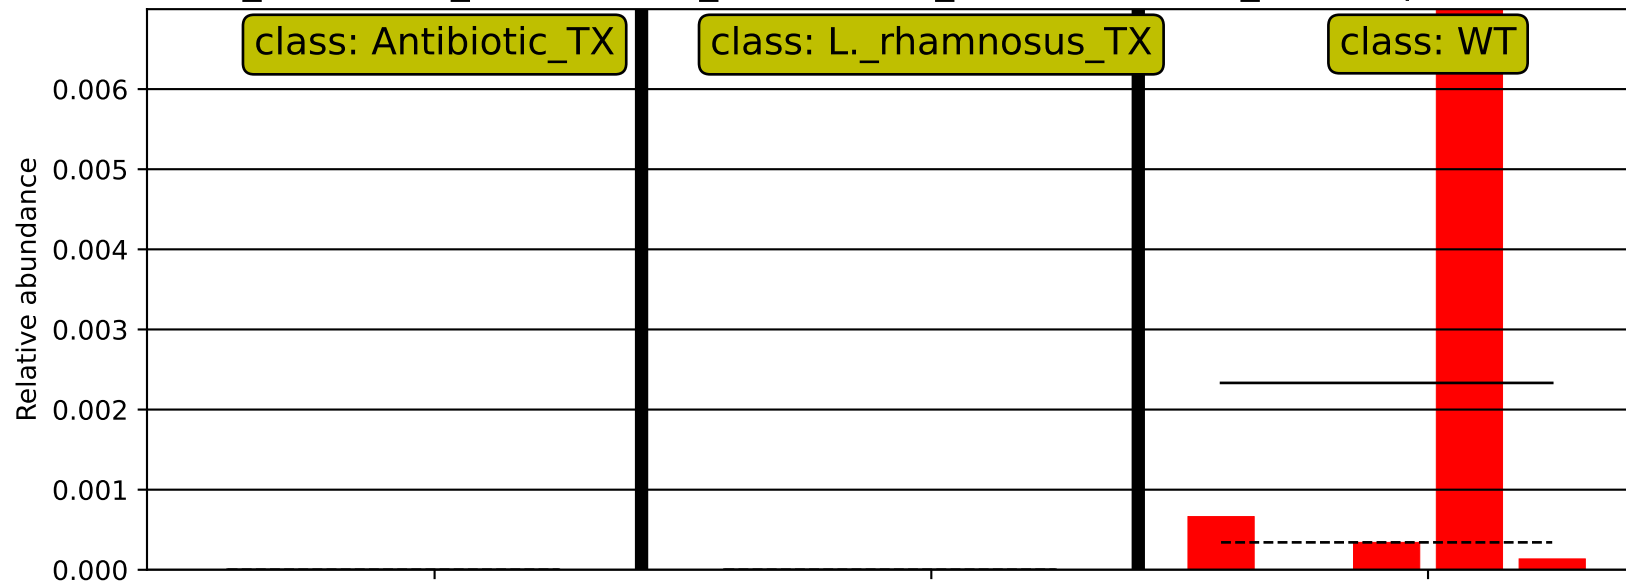 class: Antibiotic_TX
class: L._rhamnosus_TX
class: WT
Relative abundance
0.006
0.005
0.004
0.003
0.002
0.001
0.000